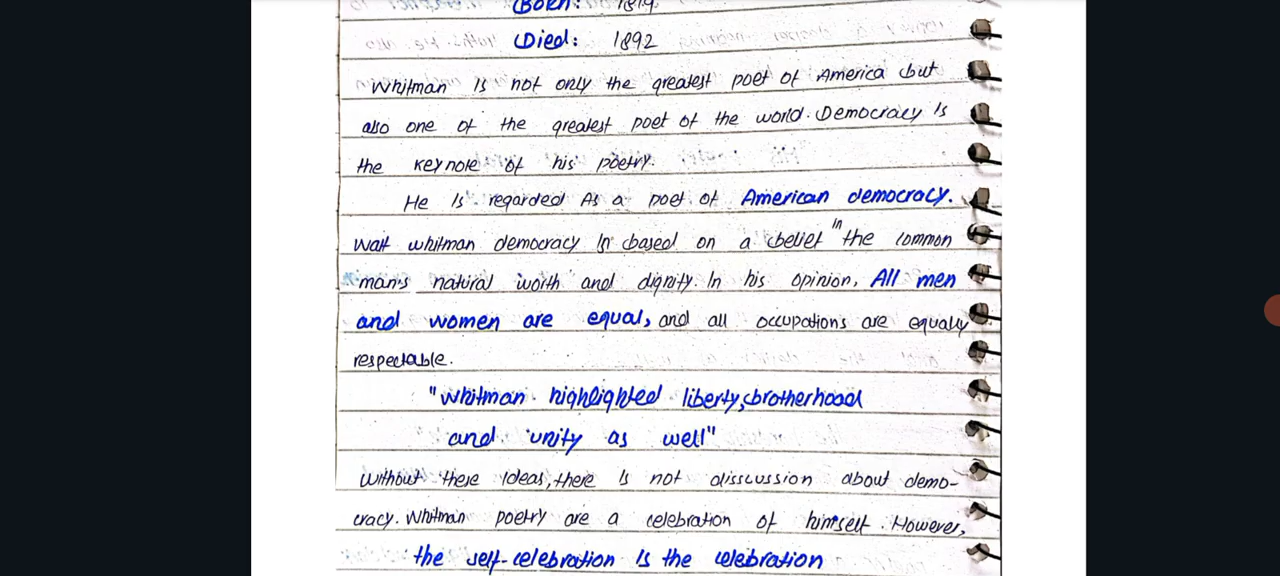 Born: 1819
Died: 1892
Whitman Is not only the greatest poet of America but
also one of the greatest poet of the world. Democracy Is
the keynote of his poetry.
He Is regarded As a poet of American democracy.
Walt whitman democracy Is based on a belief in the common
man's natural worth and dignity. In his opinion, All men
and women are equal, and all occupations are equally
respectable.
"Whitman highlighted liberty, brotherhood
and unity as well"
without these Ideas, there Is not disscussion about demo-
cracy. Whitman poetry are a celebration of himself. However,
the self-celebration Is the celebration